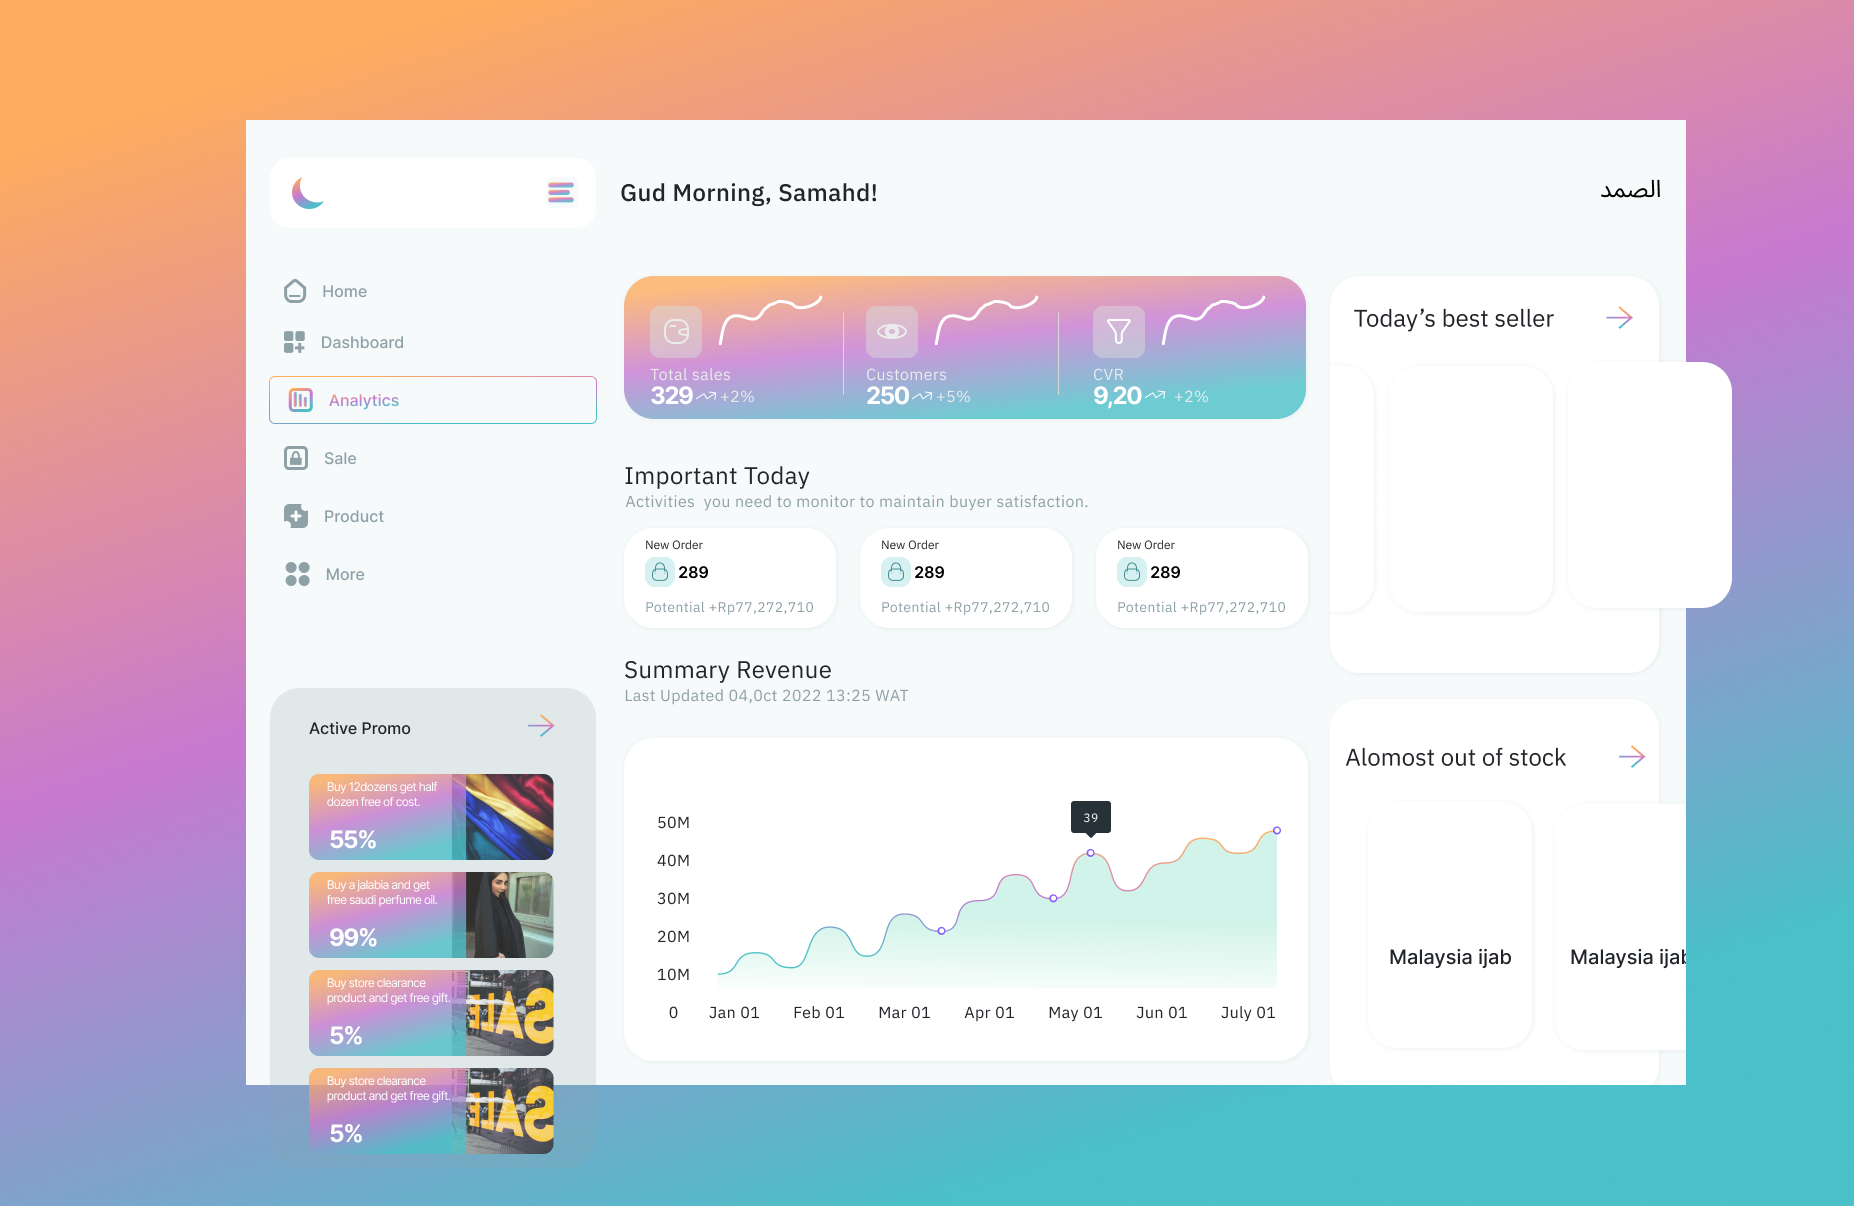 Gud Morning, Samahd!
الصمد
Home
Dashboard
Analytics
Sale
Product
More
Total sales
329 +2%
Customers
250 +5%
CVR
9,20 +2%
Important Today
Activities you need to monitor to maintain buyer satisfaction.
New Order
289
Potential +Rp77,272,710
New Order
289
Potential +Rp77,272,710
New Order
289
Potential +Rp77,272,710
Summary Revenue
Last Updated 04,Oct 2022 13:25 WAT
50M
40M
30M
20M
10M
0
39
Jan 01
Feb 01
Mar 01
Apr 01
May 01
Jun 01
July 01
Today’s best seller
Alomost out of stock
Malaysia ijab
Malaysia ijab
Active Promo
Buy 12dozens get half
dozen free of cost.
55%
Buy a jalabia and get
free saudi perfume oil.
99%
Buy store clearance
product and get free gift.
5%
SALE
Buy store clearance
product and get free gift.
5%
SALE